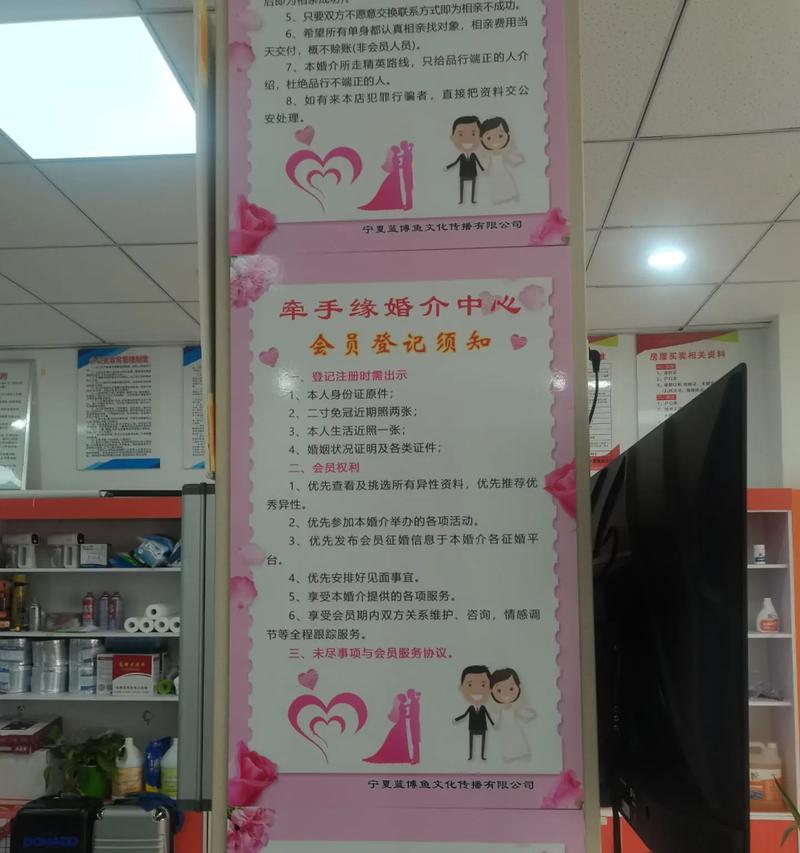 后即为相亲成功)。
5、只要双方不愿意交换联系方式即为相亲不成功。
6、希望所有单身都认真相亲找对象，相亲费用当
天交付，概不赊账(非会员人员)。
7、本婚介所走精英路线，只给品行端正的人介
绍，杜绝品行不端正的人。
8、如有来本店犯罪行骗者，直接把资料交公
安处理。
宁夏蓝博鱼文化传播有限公司
牵手缘婚介中心
会员登记须知
一、登记注册时需出示
1、本人身份证原件；
2、二寸免冠近期照两张；
3、本人生活近照一张；
4、婚姻状况证明及各类证件；
二、会员权利
1、优先查看及挑选所有异性资料，优先推荐优
秀异性。
2、优先参加本婚介举办的各项活动。
3、优先发布会员征婚信息于本婚介各征婚平
台。
4、优先安排好见面事宜。
5、享受本婚介提供的各项服务。
6、享受会员期内双方关系维护、咨询，情感调
节等全程跟踪服务。
三、未尽事项与会员服务协议。
宁夏蓝博鱼文化传播有限公司
房屋买卖相关资料